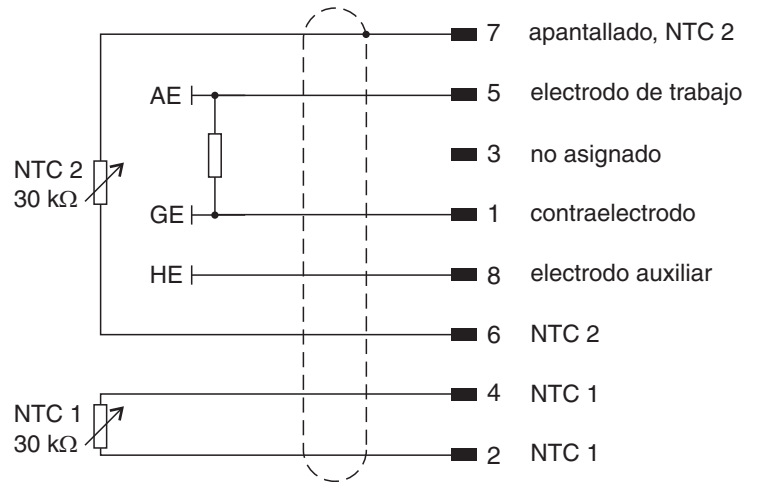 7 apantallado, NTC 2
AE 5 electrodo de trabajo
3 no asignado
NTC 2
30 kΩ
GE 1 contraelectrodo
HE 8 electrodo auxiliar
6 NTC 2
4 NTC 1
NTC 1
30 kΩ
2 NTC 1